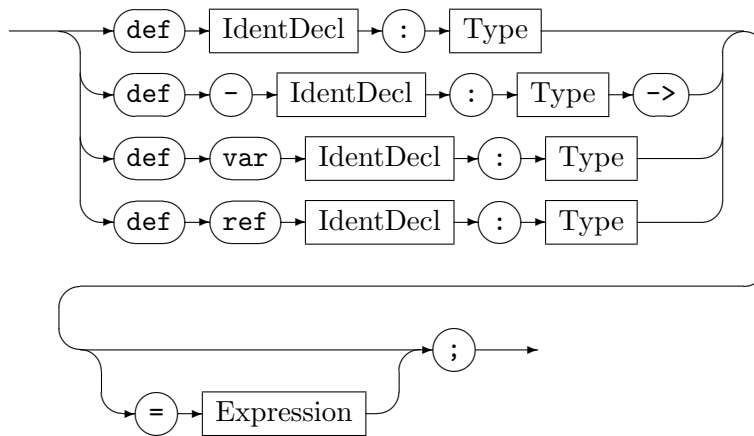 def IdentDecl : Type
def - IdentDecl : Type ->
def var IdentDecl : Type
def ref IdentDecl : Type
;
= Expression